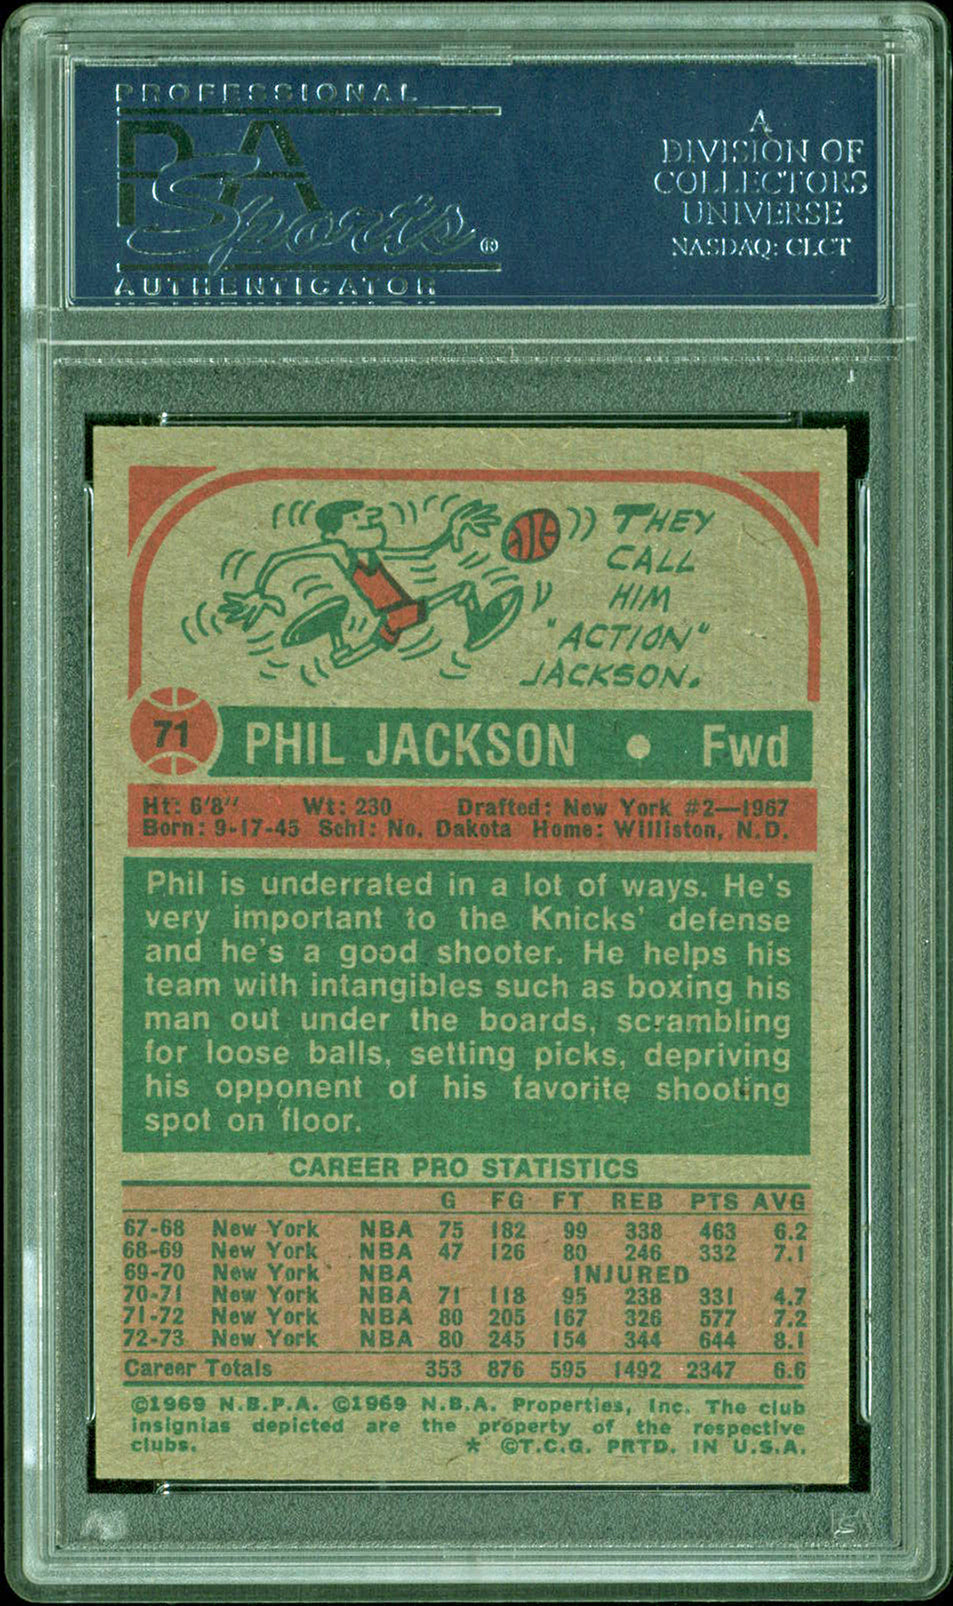 PROFESSIONAL
PSA
Sports®
AUTHENTICATOR
A
DIVISION OF
COLLECTORS
UNIVERSE
NASDAQ: CLCT
THEY
CALL
HIM
"ACTION"
JACKSON.
71 PHIL JACKSON • Fwd
Ht: 6'8" Wt: 230 Drafted: New York #2—1967
Born: 9-17-45 Schl: No. Dakota Home: Williston, N.D.
Phil is underrated in a lot of ways. He's
very important to the Knicks' defense
and he's a good shooter. He helps his
team with intangibles such as boxing his
man out under the boards, scrambling
for loose balls, setting picks, depriving
his opponent of his favorite shooting
spot on floor.
CAREER PRO STATISTICS
G FG FT REB PTS AVG
67-68 New York NBA 75 182 99 338 463 6.2
68-69 New York NBA 47 126 80 246 332 7.1
69-70 New York NBA INJURED
70-71 New York NBA 71 118 95 238 331 4.7
71-72 New York NBA 80 205 167 326 577 7.2
72-73 New York NBA 80 245 154 344 644 8.1
Career Totals 353 876 595 1492 2347 6.6
©1969 N.B.P.A. ©1969 N.B.A. Properties, Inc. The club
insignias depicted are the property of the respective
clubs. * ©T.C.G. PRTD. IN U.S.A.